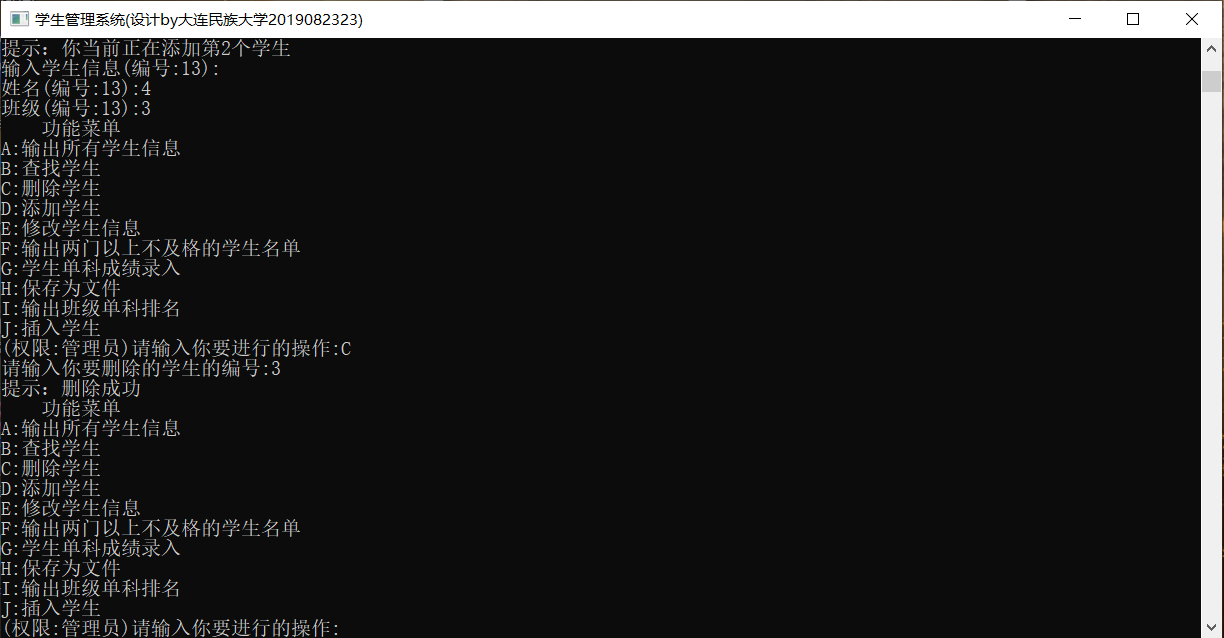 学生管理系统(设计by大连民族大学2019082323)
提示：你当前正在添加第2个学生
输入学生信息(编号:13):
姓名(编号:13):4
班级(编号:13):3
功能菜单
A:输出所有学生信息
B:查找学生
C:删除学生
D:添加学生
E:修改学生信息
F:输出两门以上不及格的学生名单
G:学生单科成绩录入
H:保存为文件
I:输出班级单科排名
J:插入学生
(权限:管理员)请输入你要进行的操作:C
请输入你要删除的学生的编号:3
提示：删除成功
功能菜单
A:输出所有学生信息
B:查找学生
C:删除学生
D:添加学生
E:修改学生信息
F:输出两门以上不及格的学生名单
G:学生单科成绩录入
H:保存为文件
I:输出班级单科排名
J:插入学生
(权限:管理员)请输入你要进行的操作: